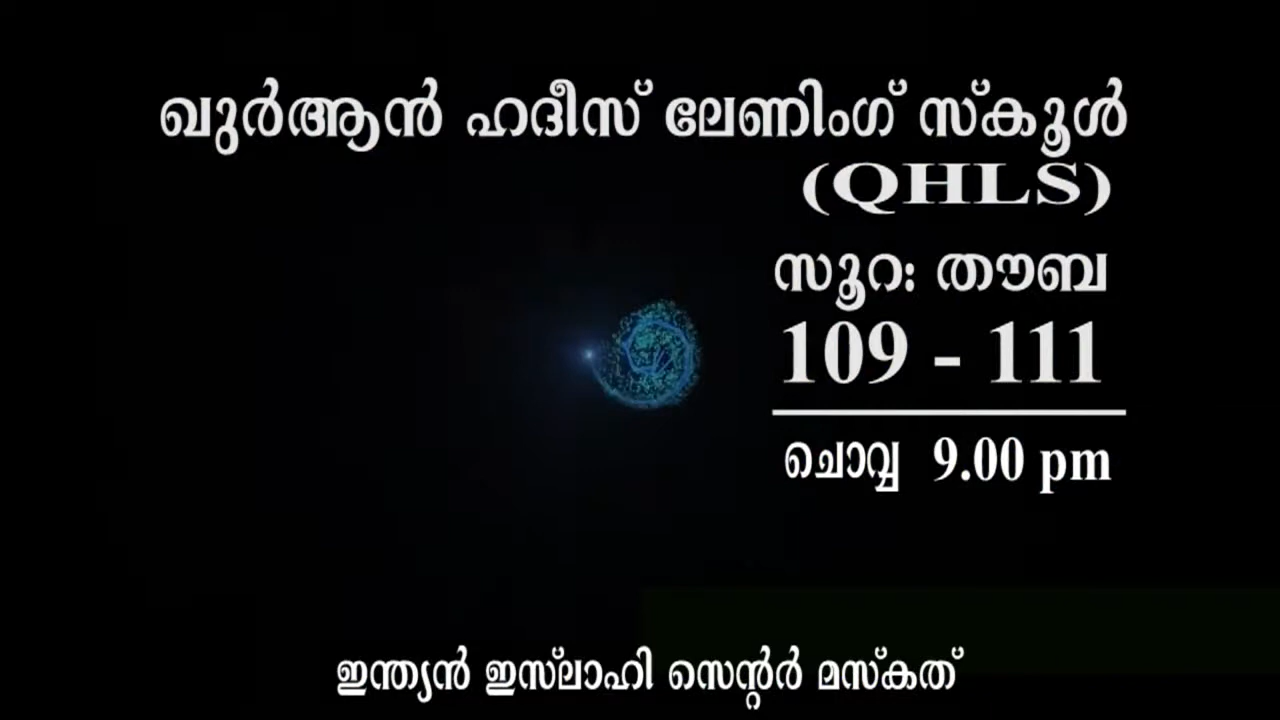 ഖുർആൻ ഹദീസ് ലേണിംഗ് സ്കൂൾ
(QHLS)
സൂറ: തൗബ
109 - 111
ചൊവ്വ 9.00 pm
ഇന്ത്യൻ ഇസ്‌ലാഹി സെന്റർ മസ്കത്